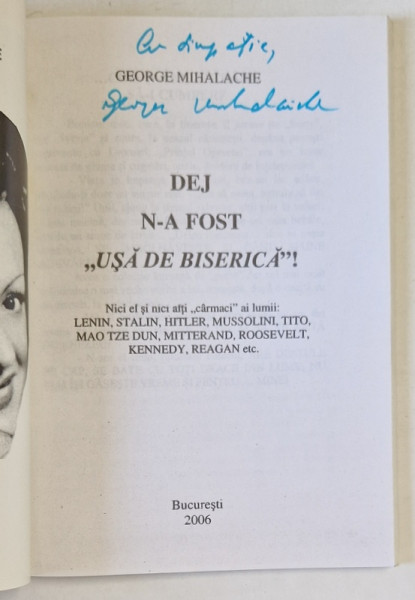 Cu simpatie,
GEORGE MIHALACHE
George Mihalache
DEJ
N-A FOST
„UŞĂ DE BISERICĂ”!
Nici el şi nici alţi „cârmaci” ai lumii:
LENIN, STALIN, HITLER, MUSSOLINI, TITO,
MAO TZE DUN, MITTERAND, ROOSEVELT,
KENNEDY, REAGAN etc.
Bucureşti
2006